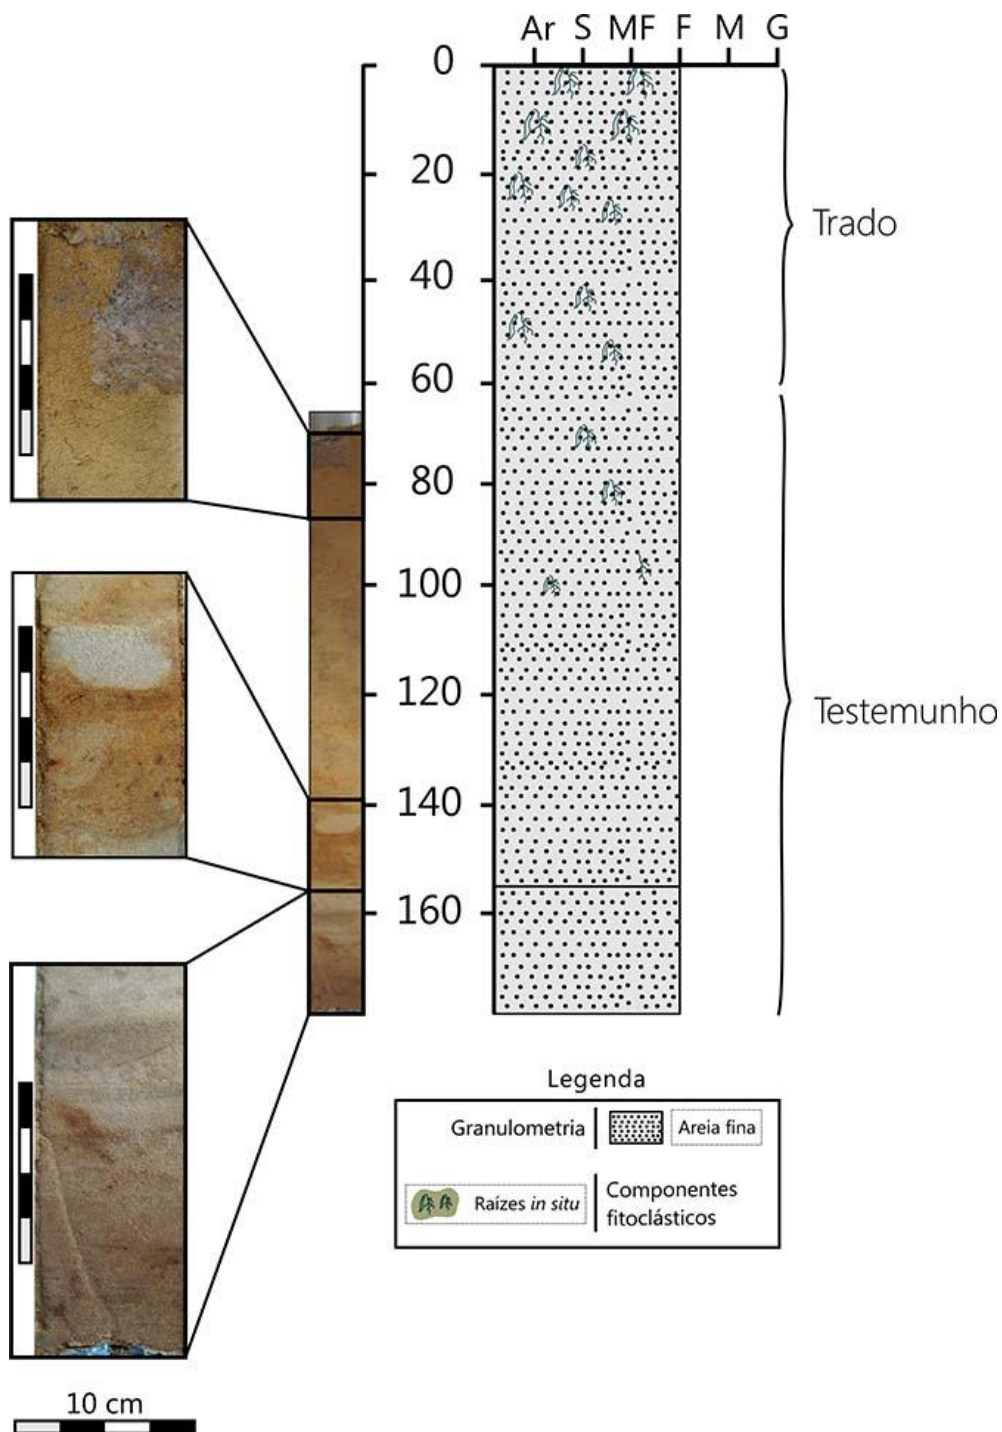 Ar S MF F M G
0
20
40
60
80
100
120
140
160
Trado
Testemunho
Legenda
Granulometria
Areia fina
Raízes in situ
Componentes
fitoclásticos
10 cm